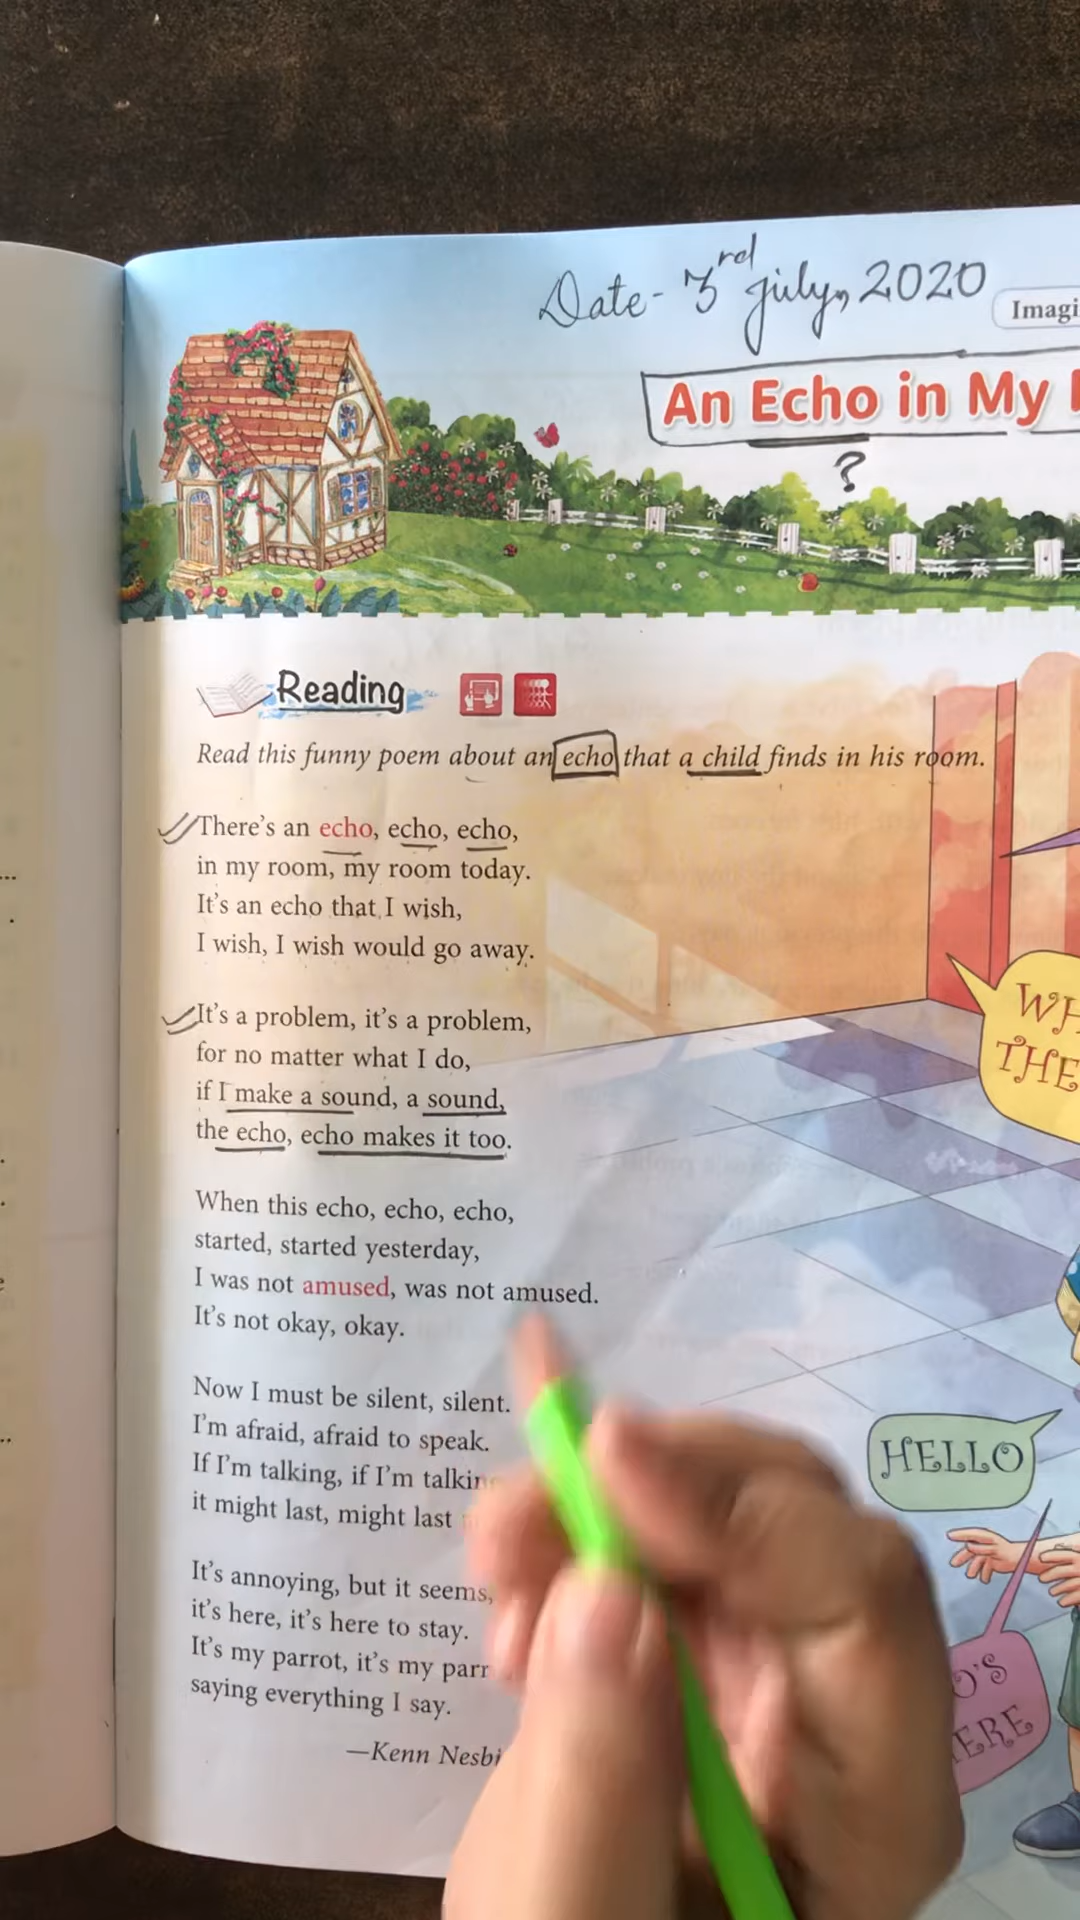 Date - 3rd July, 2020
Imagi
An Echo in My
?
Reading
Read this funny poem about an echo that a child finds in his room.
There's an echo, echo, echo,
in my room, my room today.
It's an echo that I wish,
I wish, I wish would go away.
It's a problem, it's a problem,
for no matter what I do,
if I make a sound, a sound,
the echo, echo makes it too.
When this echo, echo, echo,
started, started yesterday,
I was not amused, was not amused.
It's not okay, okay.
Now I must be silent, silent.
I'm afraid, afraid to speak.
If I'm talking, if I'm talkin
it might last, might last
It's annoying, but it seems,
it's here, it's here to stay.
It's my parrot, it's my parr
saying everything I say.
—Kenn Nesbi
WH
THE
HELLO
O'S
ERE